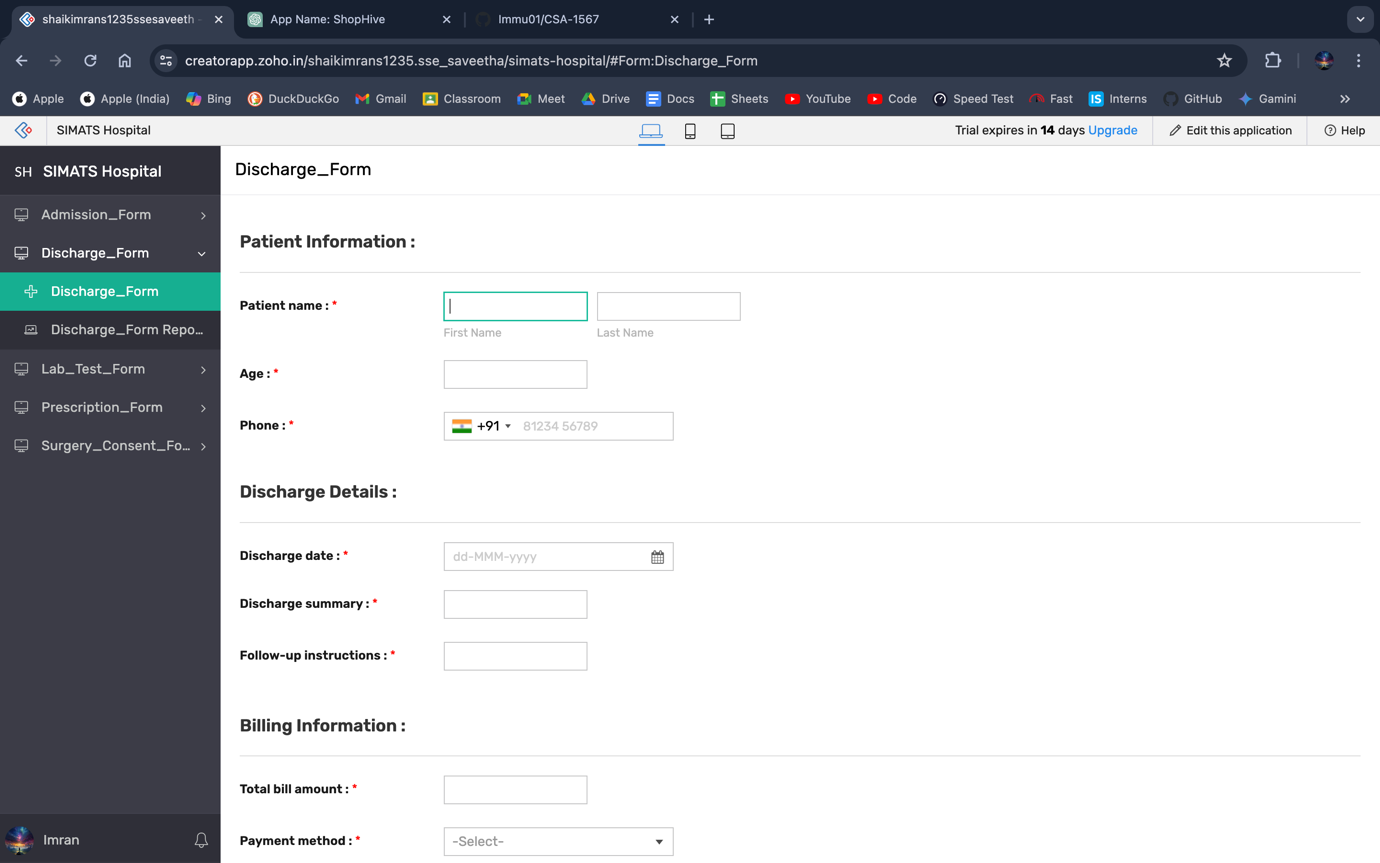 shaikimrans1235ssesaveeth
App Name: ShopHive
Immu01/CSA-1567
creatorapp.zoho.in/shaikimrans1235.sse_saveetha/simats-hospital/#Form:Discharge_Form
Apple
Apple (India)
Bing
DuckDuckGo
Gmail
Classroom
Meet
Drive
Docs
Sheets
YouTube
Code
Speed Test
Fast
IS Interns
GitHub
Gamini
SIMATS Hospital
Trial expires in 14 days Upgrade
Edit this application
Help
SH SIMATS Hospital
Admission_Form
Discharge_Form
Discharge_Form
Discharge_Form Repo...
Lab_Test_Form
Prescription_Form
Surgery_Consent_Fo...
Imran
Discharge_Form
Patient Information :
Patient name : *
First Name
Last Name
Age : *
Phone : *
+91
81234 56789
Discharge Details :
Discharge date : *
dd-MMM-yyyy
Discharge summary : *
Follow-up instructions : *
Billing Information :
Total bill amount : *
Payment method : *
-Select-